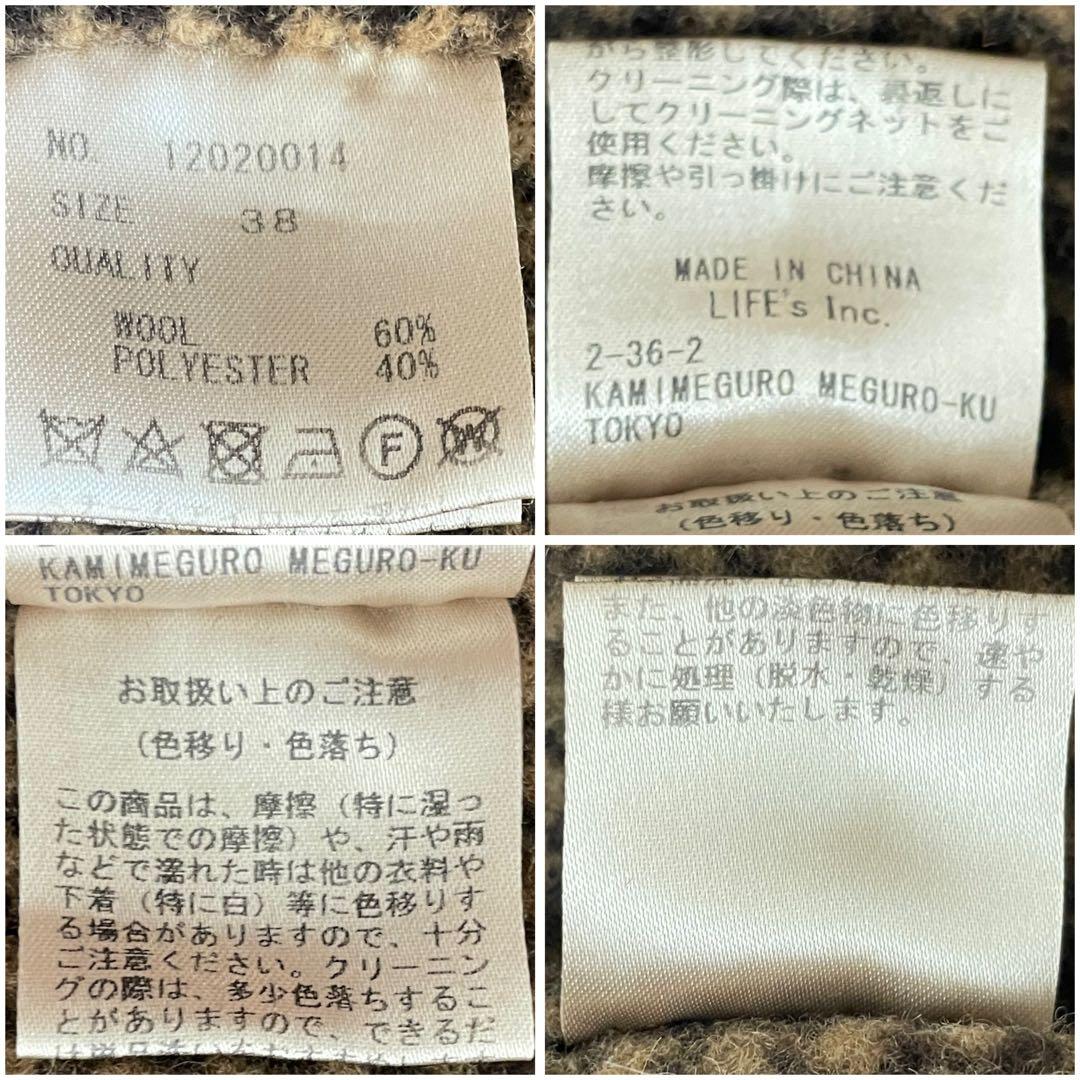 NO. 12020014
SIZE 38
QUALITY
WOOL 60%
POLYESTER 40%
F
W
がら整形してください。
クリーニング際は、裏返しに
してクリーニングネットをご
使用ください。
摩擦や引っ掛けにご注意くだ
さい。
MADE IN CHINA
LIFE's Inc.
2-36-2
KAMIMEGURO MEGURO-KU
TOKYO
お取扱い上のご注意
(色移り・色落ち)
KAMIMEGURO MEGURO-KU
TOKYO
お取扱い上のご注意
(色移り・色落ち)
この商品は、摩擦(特に湿っ
た状態での摩擦)や、汗や雨
などで濡れた時は他の衣料や
下着(特に白)等に色移りす
る場合がありますので、十分
ご注意ください。クリーニン
グの際は、多少色落ちするこ
とがありますので、できるだ
また、他の淡色物に色移りす
ることがありますので、速や
かに処理(脱水・乾燥)する
様お願いいたします。